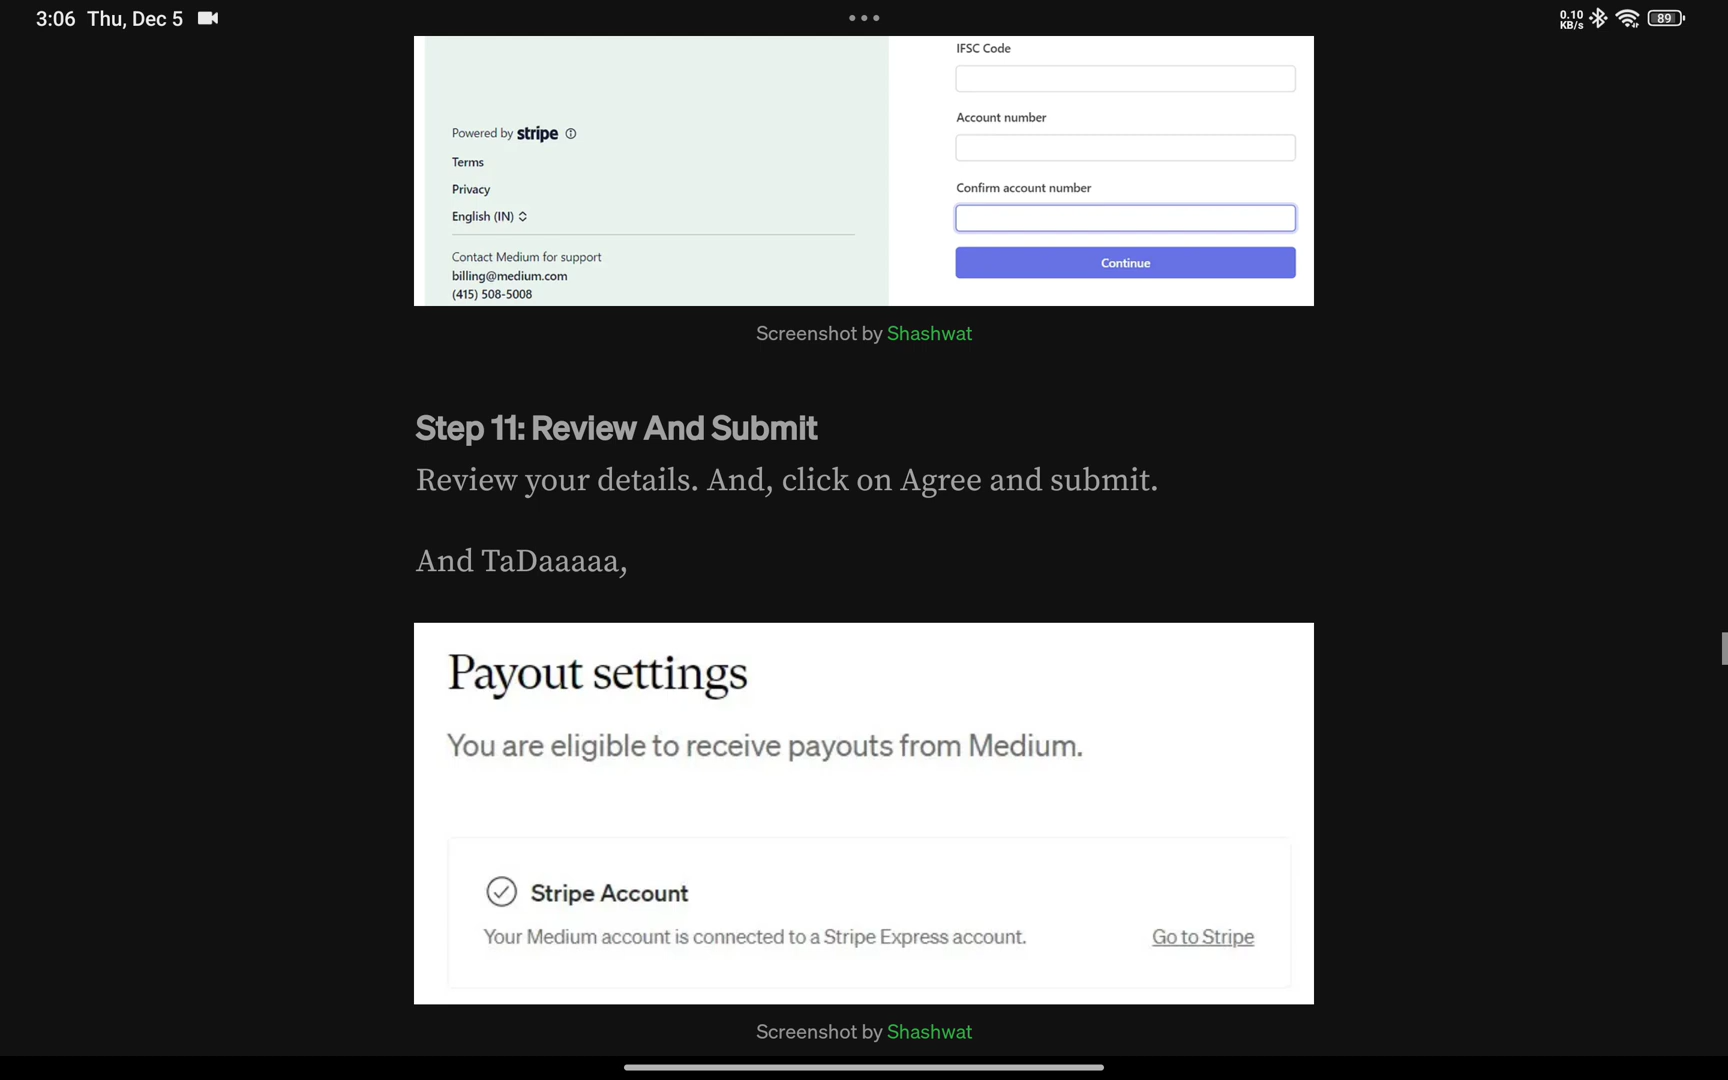 3:06 Thu, Dec 5
0.10
KB/s
89
IFSC Code
Account number
Powered by stripe
Terms
Privacy
Confirm account number
English (IN)
Continue
Contact Medium for support
billing@medium.com
(415) 508-5008
Screenshot by Shashwat
Step 11: Review And Submit
Review your details. And, click on Agree and submit.
And TaDaaaaa,
Payout settings
You are eligible to receive payouts from Medium.
Stripe Account
Your Medium account is connected to a Stripe Express account.
Go to Stripe
Screenshot by Shashwat